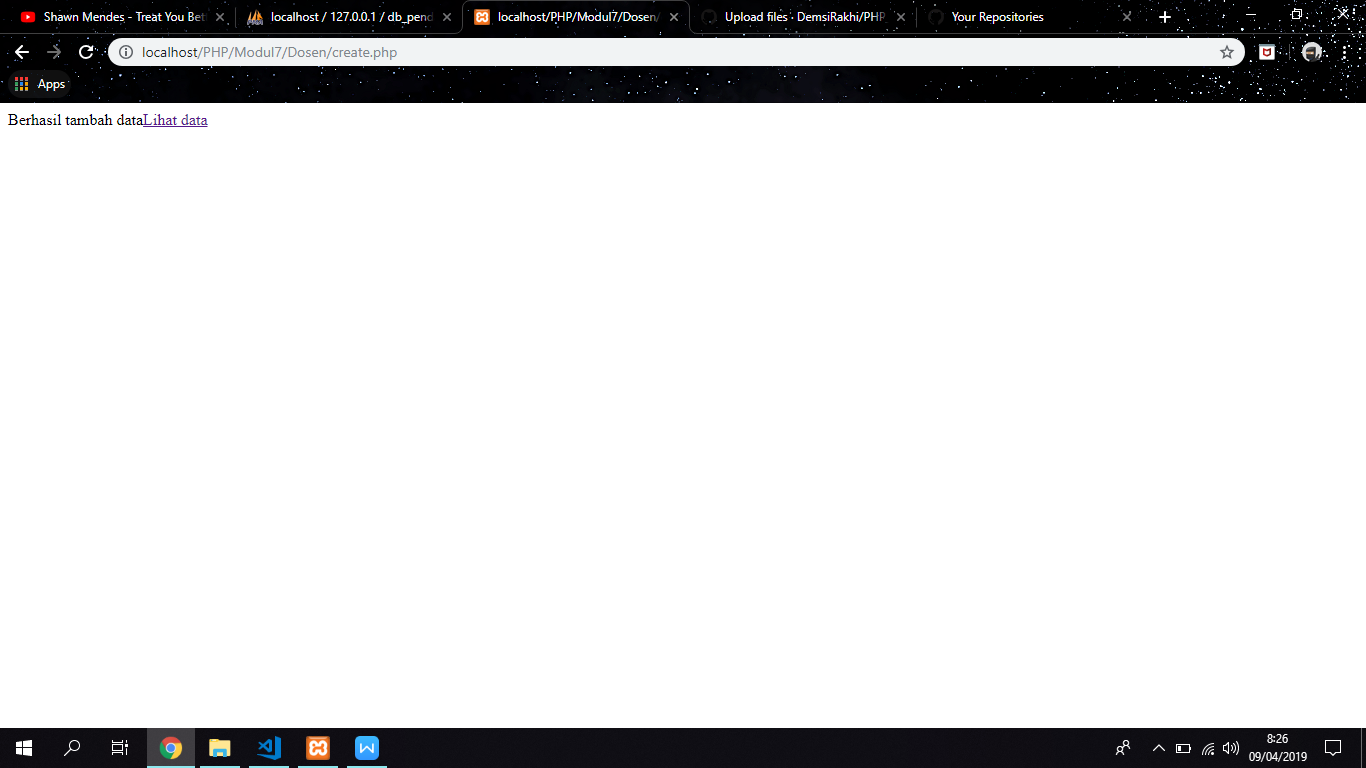 Shawn Mendes - Treat You Bet
localhost / 127.0.0.1 / db_pend
localhost/PHP/Modul7/Dosen/
Upload files · DemsiRakhi/PHP
Your Repositories
localhost/PHP/Modul7/Dosen/create.php
Apps
Berhasil tambah dataLihat data
8:26
09/04/2019